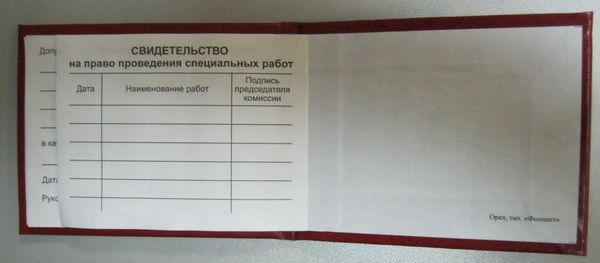 СВИДЕТЕЛЬСТВО
на право проведения специальных работ
Дата
Наименование работ
Подпись
председателя
комиссии
Орел, тип. «Фолиант»